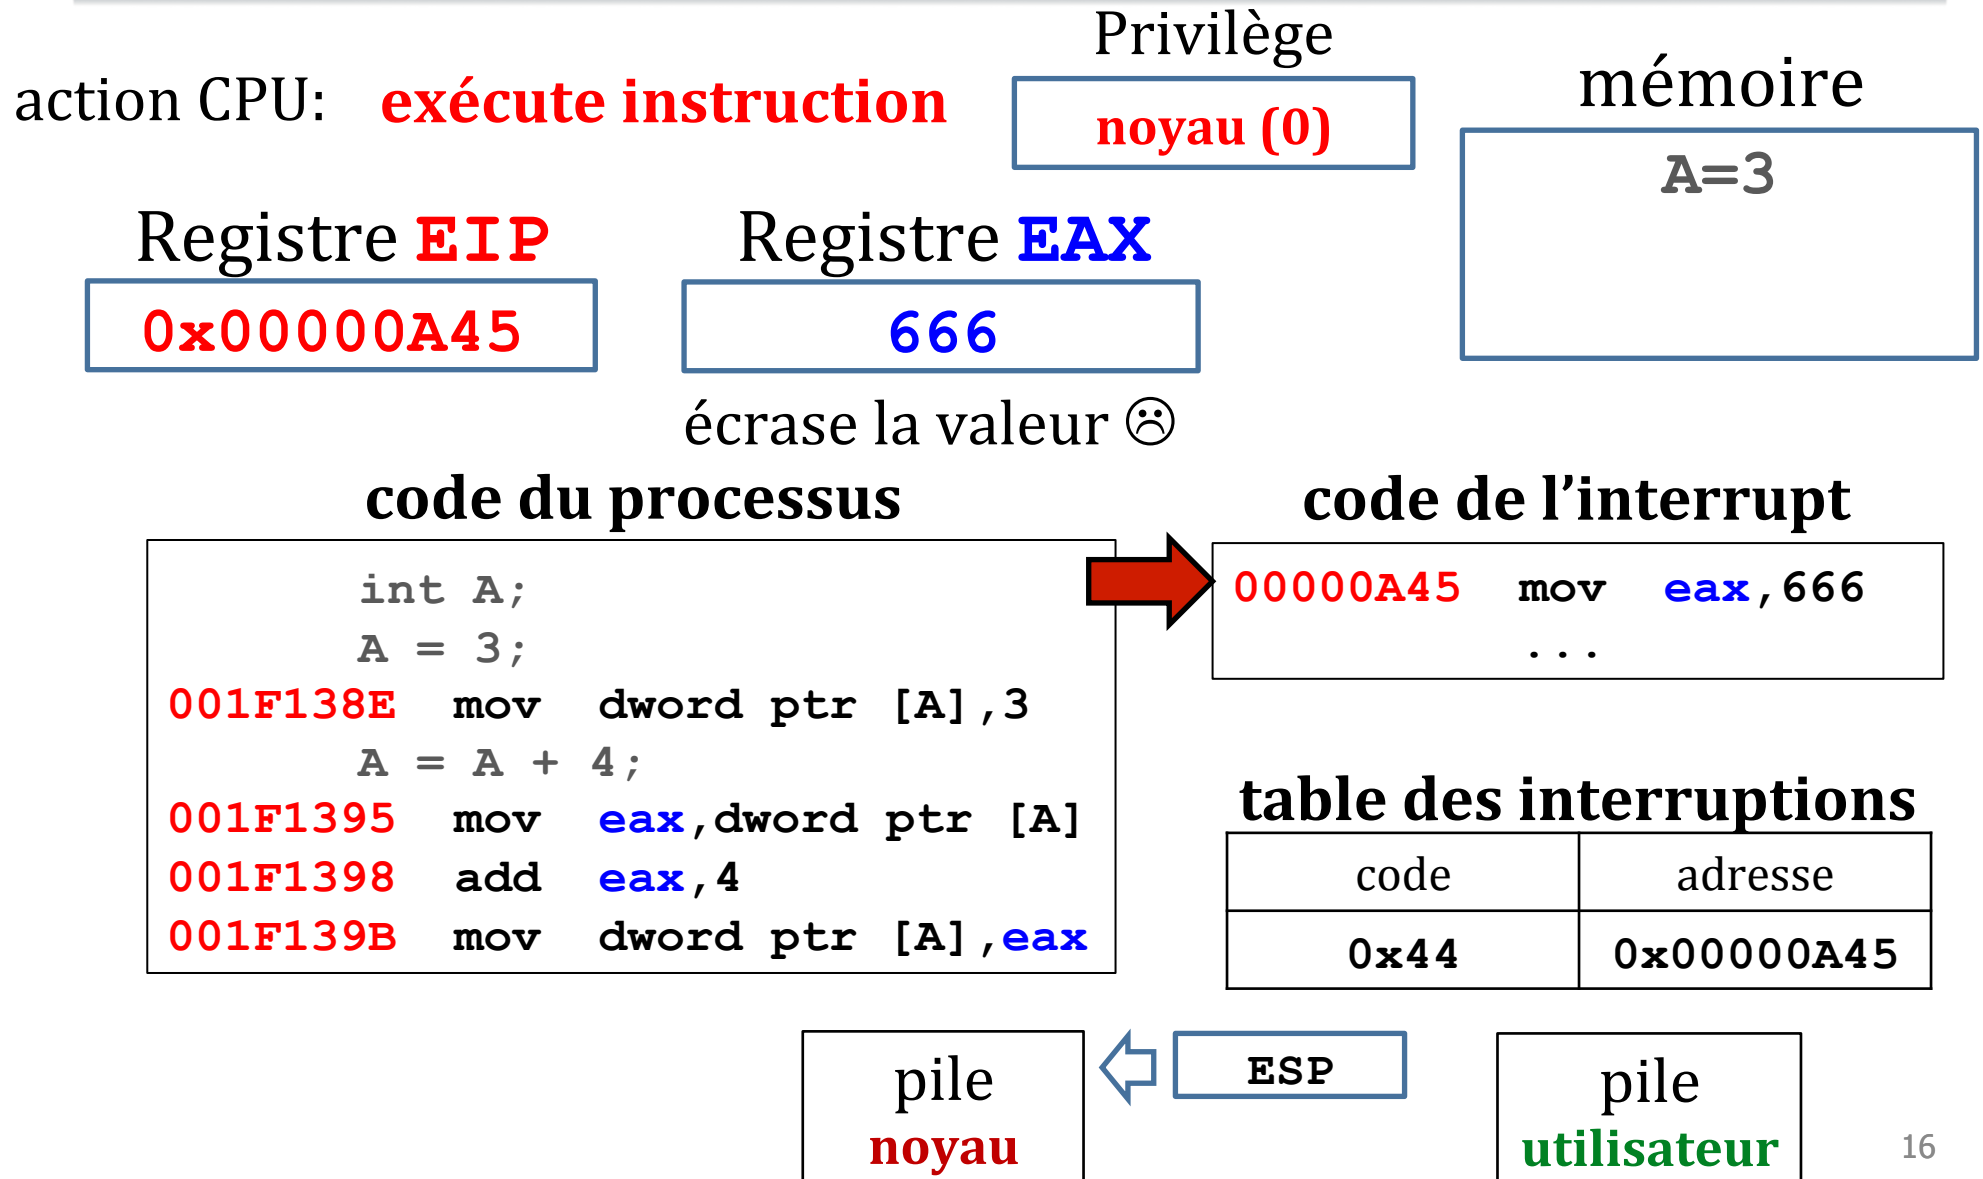 Privilège
action CPU: exécute instruction
noyau (0)
mémoire
A=3
Registre EIP
Registre EAX
0x00000A45
666
écrase la valeur ☹
code du processus
int A;
A = 3;
001F138E mov dword ptr [A],3
A = A + 4;
001F1395 mov eax,dword ptr [A]
001F1398 add eax,4
001F139B mov dword ptr [A],eax
code de l’interrupt
00000A45 mov eax,666
...
table des interruptions
code adresse
0x44 0x00000A45
pile
noyau
ESP
pile
utilisateur
16